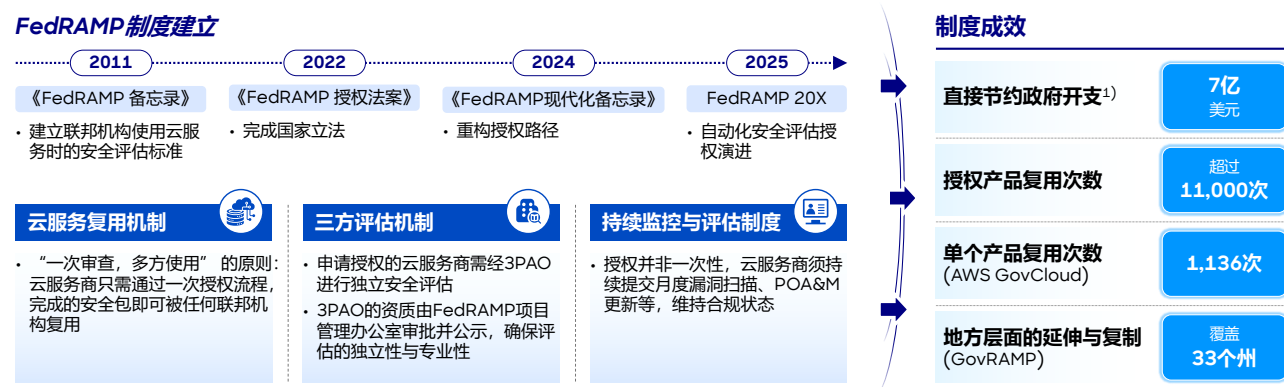 FedRAMP制度建立
2011
2022
2024
2025
《FedRAMP 备忘录》
《FedRAMP 授权法案》
《FedRAMP现代化备忘录》
FedRAMP 20X
• 建立联邦机构使用云服
务时的安全评估标准
• 完成国家立法
• 重构授权路径
• 自动化安全评估授
权演进
云服务复用机制
• “一次审查，多方使用” 的原则：
云服务商只需通过一次授权流程，
完成的安全包即可被任何联邦机
构复用
三方评估机制
• 申请授权的云服务商需经3PAO
进行独立安全评估
• 3PAO的资质由FedRAMP项目
管理办公室审批并公示，确保评
估的独立性与专业性
持续监控与评估制度
• 授权并非一次性，云服务商须持
续提交月度漏洞扫描、POA&M
更新等，维持合规状态
制度成效
直接节约政府开支1)
7亿
美元
授权产品复用次数
超过
11,000次
单个产品复用次数
(AWS GovCloud)
1,136次
地方层面的延伸与复制
(GovRAMP)
覆盖
33个州